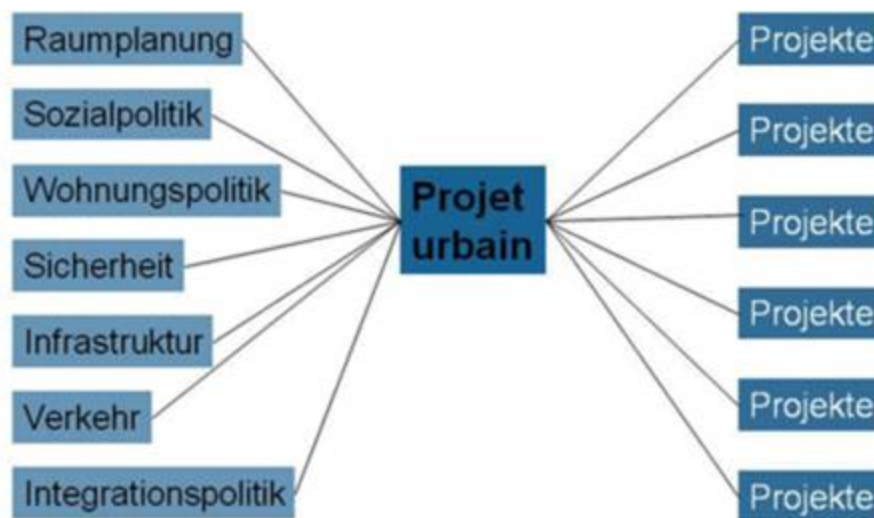 Raumplanung
Sozialpolitik
Wohnungspolitik
Sicherheit
Infrastruktur
Verkehr
Integrationspolitik
Projet
urbain
Projekte
Projekte
Projekte
Projekte
Projekte
Projekte